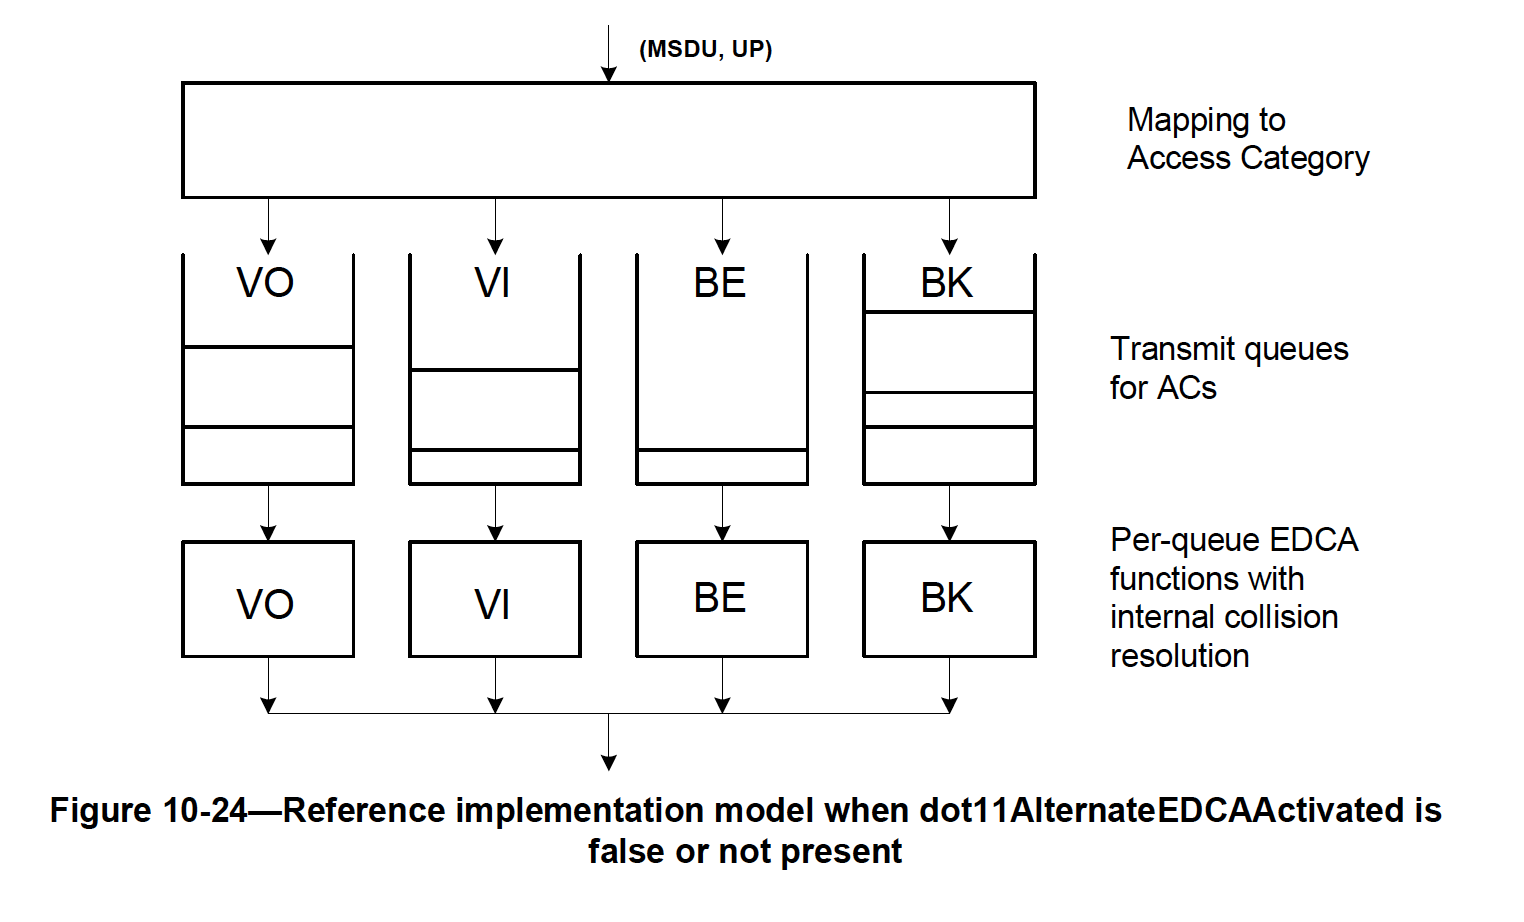 (MSDU, UP)
Mapping to
Access Category
VO
VI
BE
BK
Transmit queues
for ACs
Per-queue EDCA
functions with
internal collision
resolution
VO
VI
BE
BK
Figure 10-24—Reference implementation model when dot11AlternateEDCAActivated is
false or not present